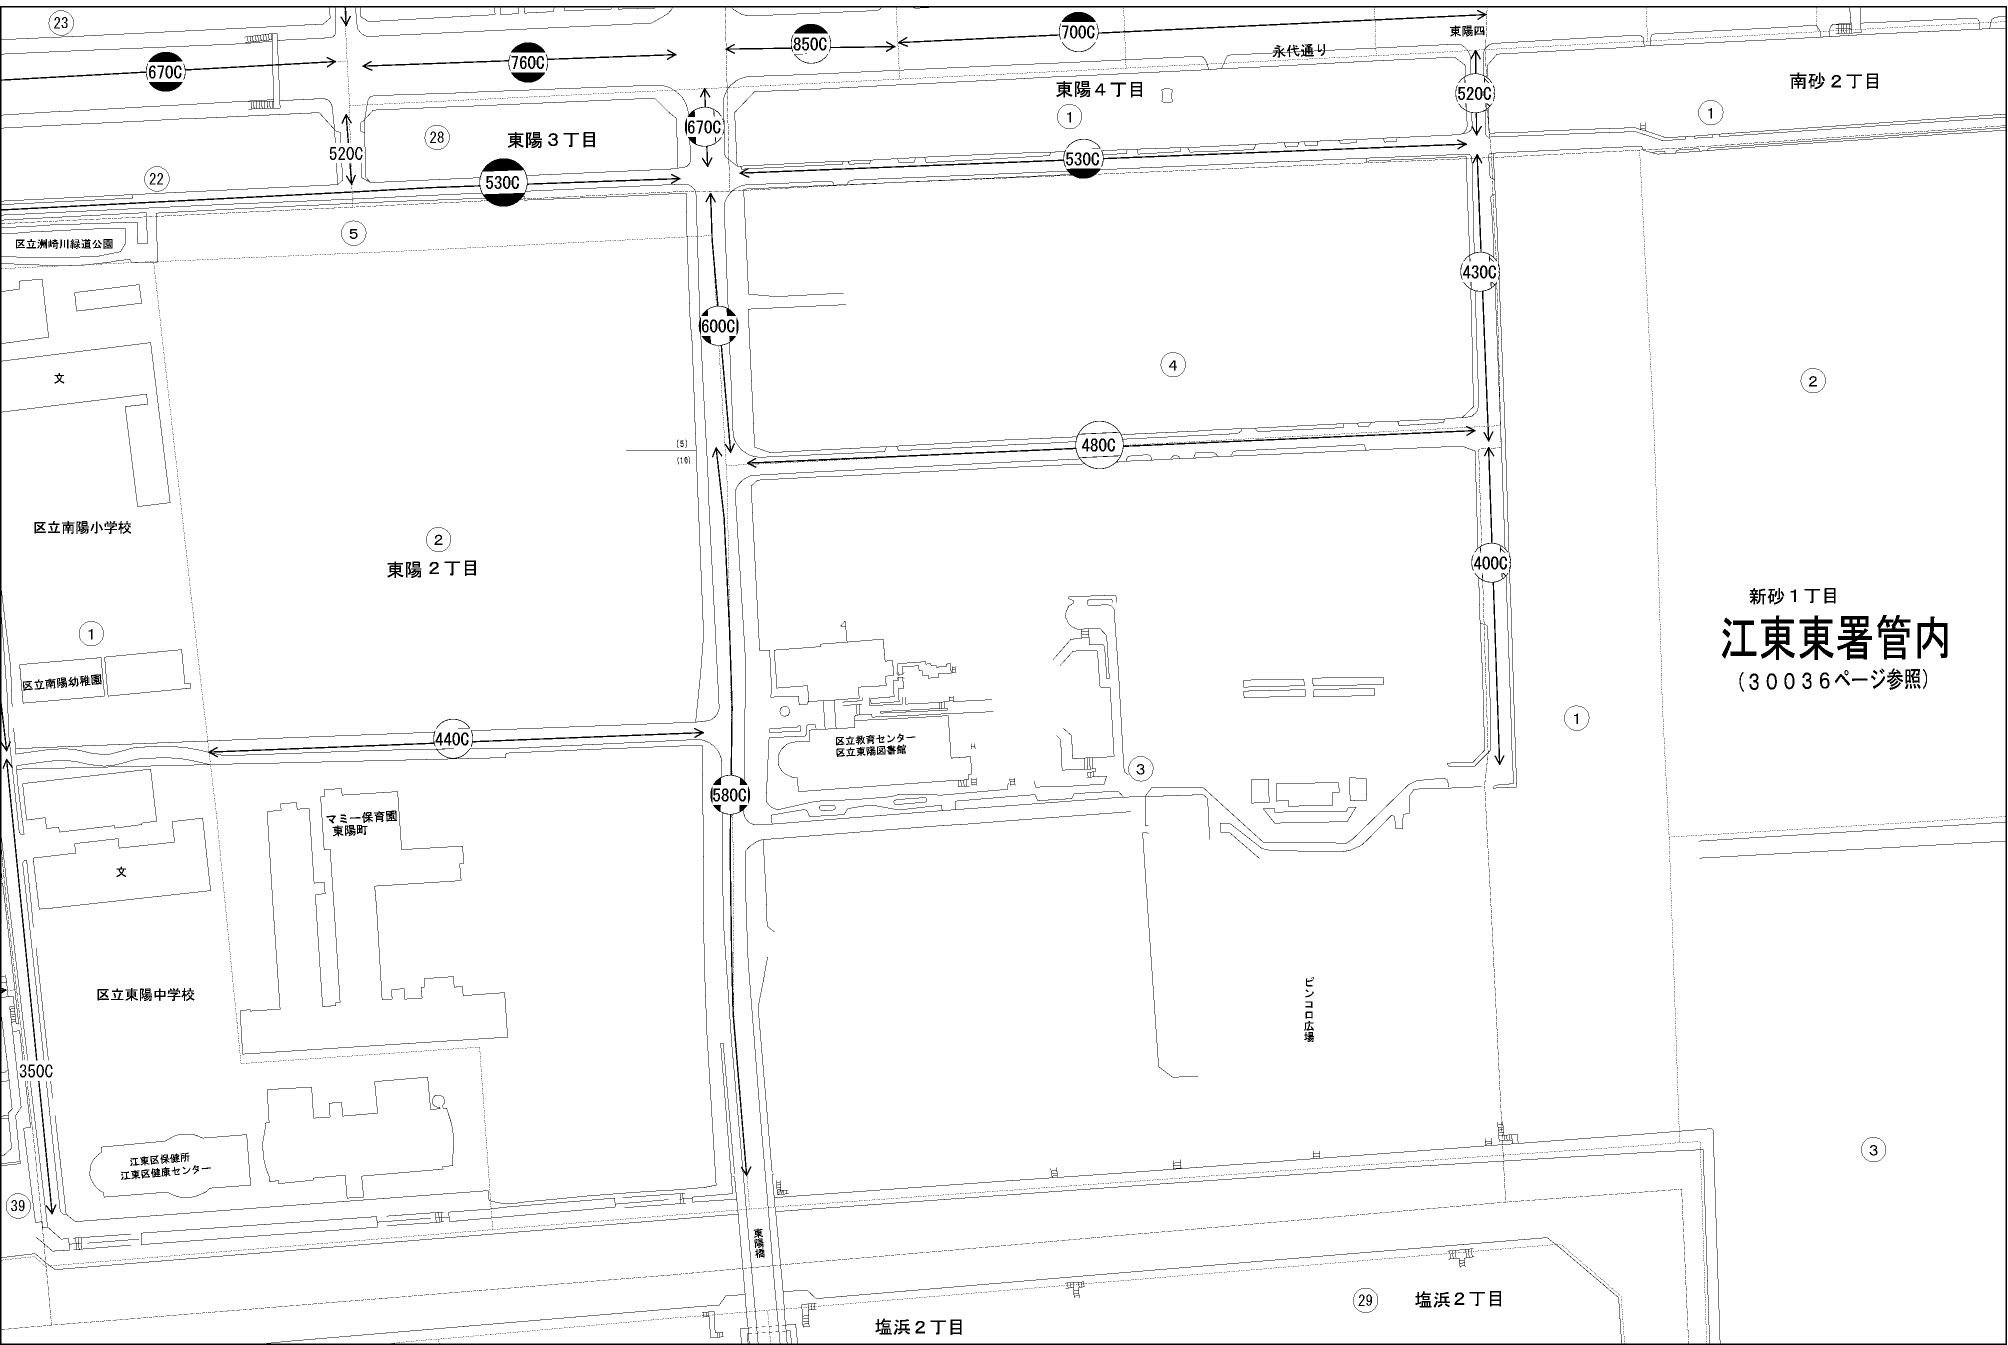 23
670C
760C
850C
700C
東陽四
永代通り
520C
28
東陽3丁目
670C
東陽4丁目
1
530C
520C
1
南砂2丁目
22
530C
区立洲崎川緑道公園
5
600C
430C
文
4
2
(5)
(16)
480C
区立南陽小学校
2
東陽2丁目
400C
1
区立南陽幼稚園
新砂1丁目
江東東署管内
(30036ページ参照)
440C
区立教育センター
区立東陽図書館
3
1
580C
マミー保育園
東陽町
文
区立東陽中学校
ピンコロ広場
350C
江東区保健所
江東区健康センター
3
39
東陽橋
29
塩浜2丁目
塩浜2丁目